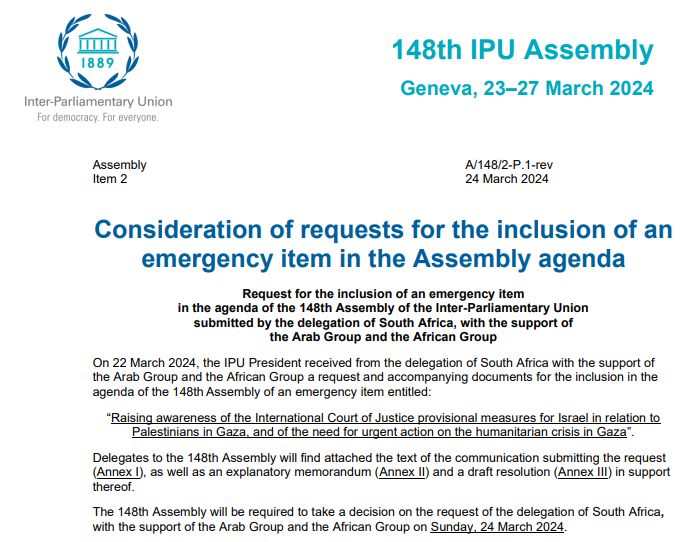 1889
Inter-Parliamentary Union
For democracy. For everyone.
148th IPU Assembly
Geneva, 23–27 March 2024
Assembly A/148/2-P.1-rev
Item 2 24 March 2024
Consideration of requests for the inclusion of an
emergency item in the Assembly agenda
Request for the inclusion of an emergency item
in the agenda of the 148th Assembly of the Inter-Parliamentary Union
submitted by the delegation of South Africa, with the support of
the Arab Group and the African Group
On 22 March 2024, the IPU President received from the delegation of South Africa with the support of
the Arab Group and the African Group a request and accompanying documents for the inclusion in the
agenda of the 148th Assembly of an emergency item entitled:
“Raising awareness of the International Court of Justice provisional measures for Israel in relation to
Palestinians in Gaza, and of the need for urgent action on the humanitarian crisis in Gaza”.
Delegates to the 148th Assembly will find attached the text of the communication submitting the request
(Annex I), as well as an explanatory memorandum (Annex II) and a draft resolution (Annex III) in support
thereof.
The 148th Assembly will be required to take a decision on the request of the delegation of South Africa,
with the support of the Arab Group and the African Group on Sunday, 24 March 2024.